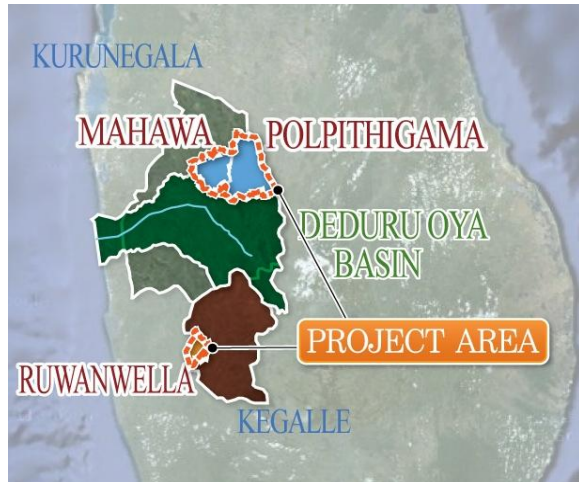 KURUNEGALA
MAHAWA
POLPITHIGAMA
DEDURU OYA
BASIN
PROJECT AREA
RUWANWELLA
KEGALLE